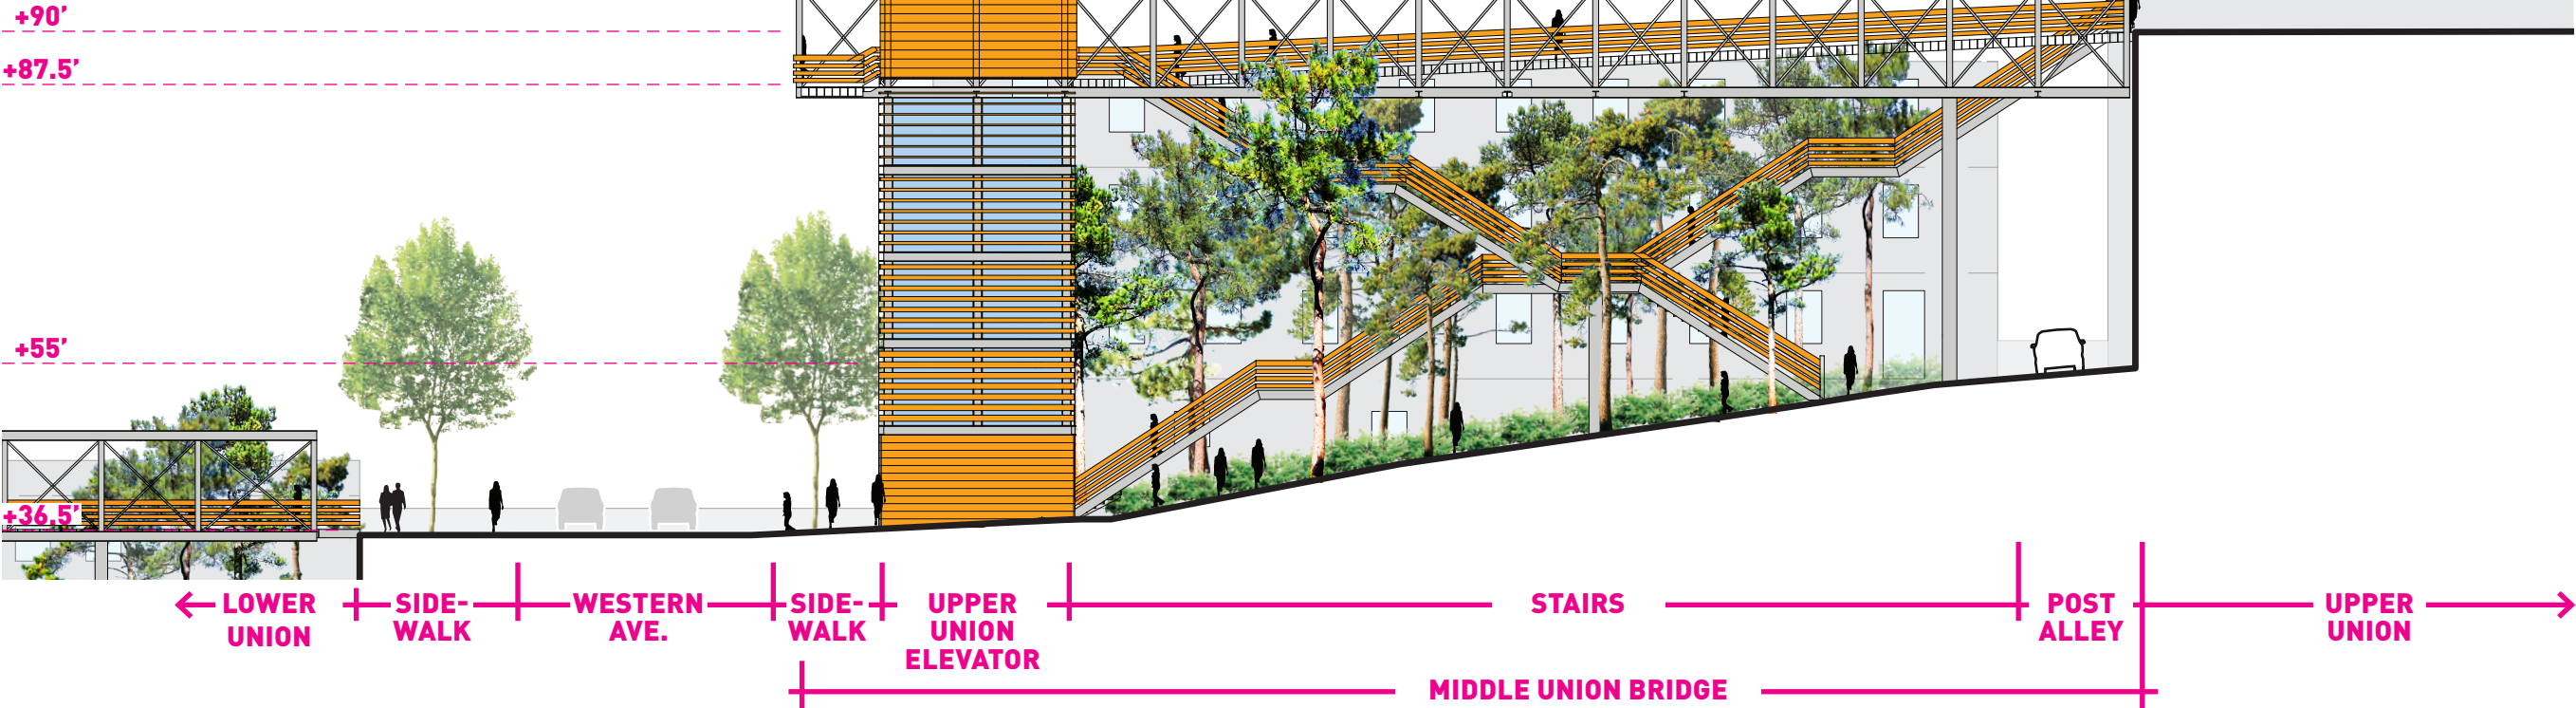 +90’
+87.5’
+55’
+36.5’
LOWER
UNION
SIDE-
WALK
WESTERN
AVE.
SIDE-
WALK
UPPER
UNION
ELEVATOR
STAIRS
POST
ALLEY
UPPER
UNION
MIDDLE UNION BRIDGE